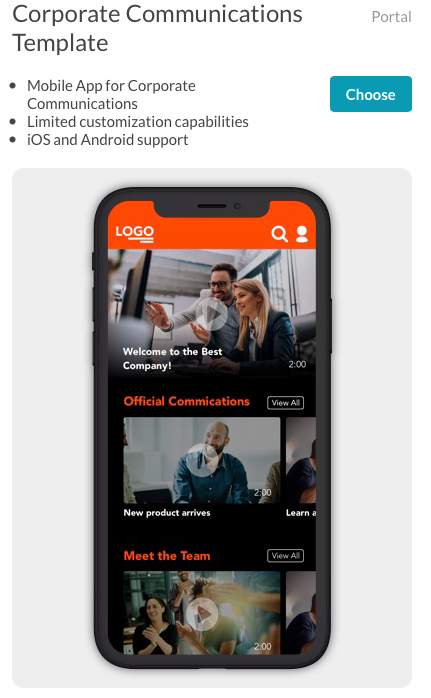 Corporate Communications
Template
Portal
Mobile App for Corporate
Communications
Limited customization capabilities
iOS and Android support
Choose
LOGO
Welcome to the Best
Company!
2:00
Official Commications
View All
2:00
New product arrives
Learn a
Meet the Team
View All
2:00